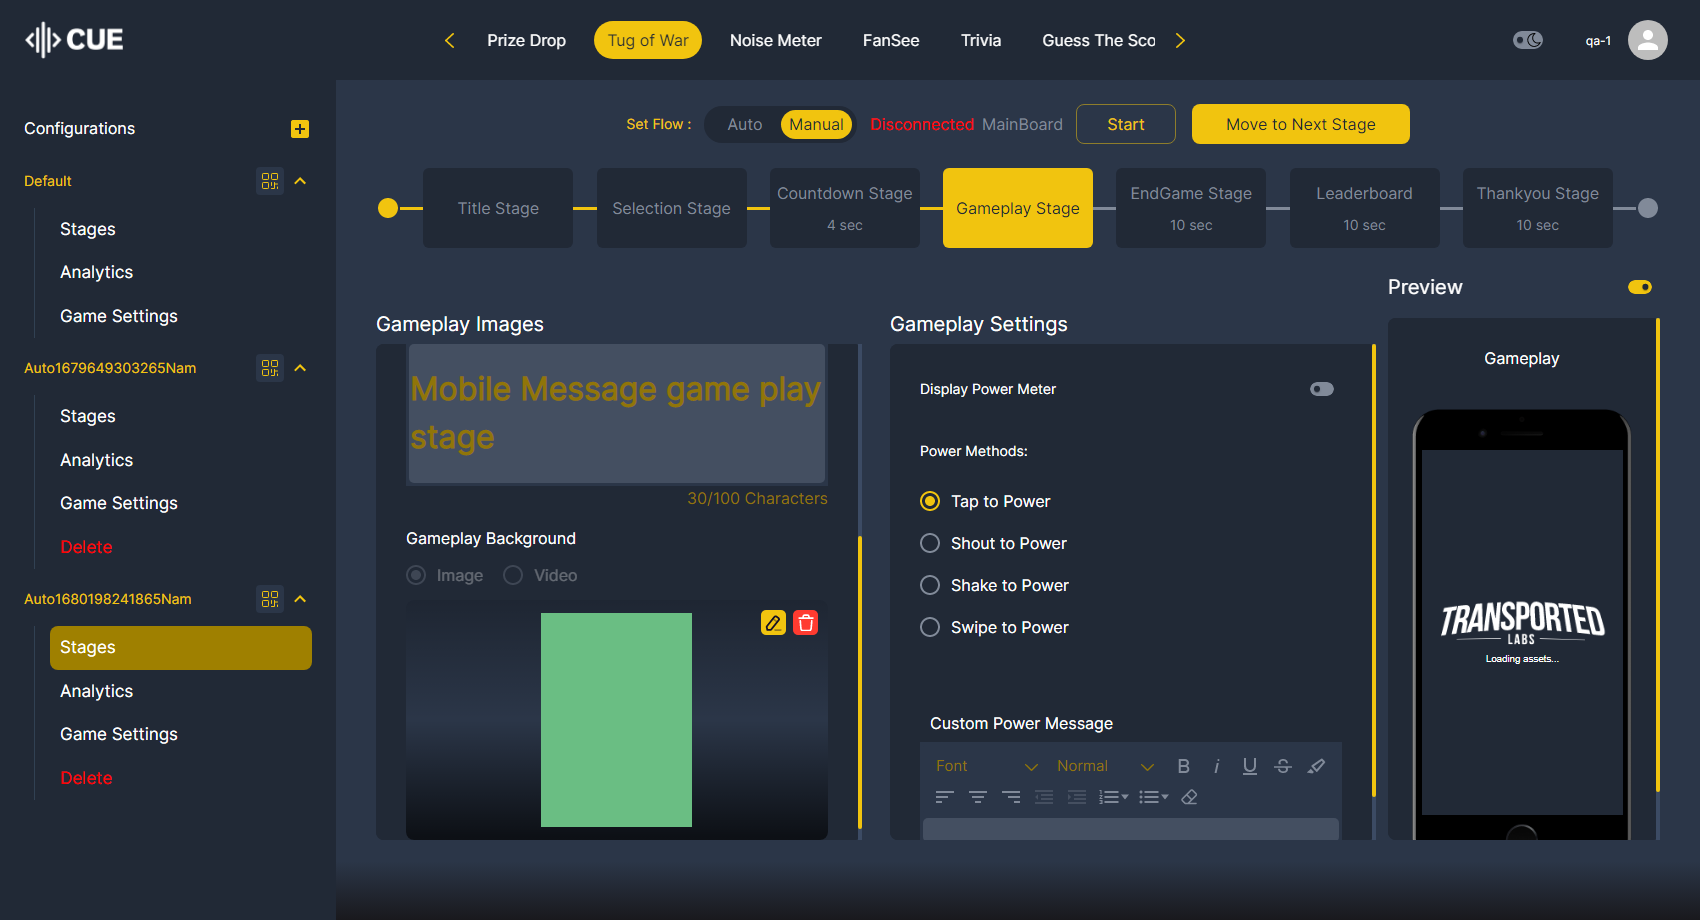 CUE
Prize Drop
Tug of War
Noise Meter
FanSee
Trivia
Guess The Sco
qa-1
Configurations
Set Flow :
Auto
Manual
Disconnected MainBoard
Start
Move to Next Stage
Default
Stages
Analytics
Game Settings
Auto1679649303265Nam
Stages
Analytics
Game Settings
Delete
Auto1680198241865Nam
Stages
Analytics
Game Settings
Delete
Title Stage
Selection Stage
Countdown Stage
4 sec
Gameplay Stage
EndGame Stage
10 sec
Leaderboard
10 sec
Thankyou Stage
10 sec
Gameplay Images
Mobile Message game play
stage
30/100 Characters
Gameplay Background
Image
Video
Gameplay Settings
Display Power Meter
Power Methods:
Tap to Power
Shout to Power
Shake to Power
Swipe to Power
Custom Power Message
Font
Normal
Preview
Gameplay
TRANSPORTED
LABS
Loading assets...